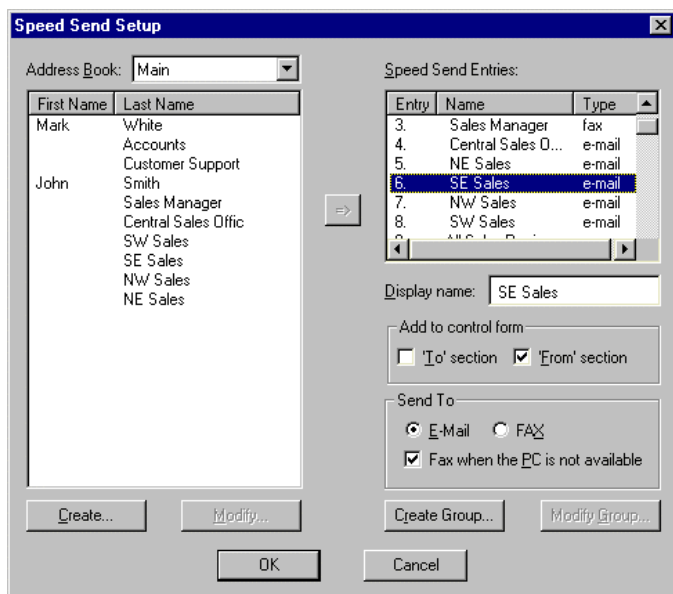 Speed Send Setup
Address Book: Main
First Name Last Name
Mark White
Accounts
Customer Support
John Smith
Sales Manager
Central Sales Offic
SW Sales
SE Sales
NW Sales
NE Sales
Create...
Modify...
=>
Speed Send Entries:
Entry Name Type
3. Sales Manager fax
4. Central Sales O... e-mail
5. NE Sales e-mail
6. SE Sales e-mail
7. NW Sales e-mail
8. SW Sales e-mail
Display name: SE Sales
Add to control form
'To' section 'From' section
Send To
E-Mail FAX
Fax when the PC is not available
Create Group... Modify Group...
OK Cancel